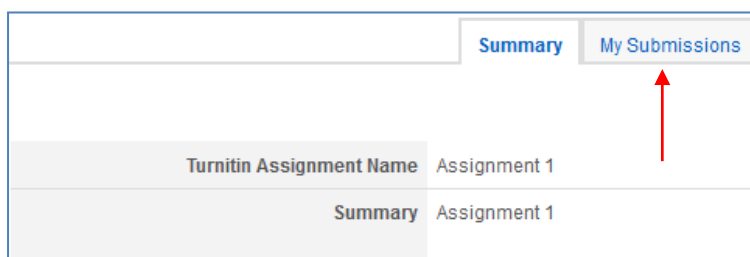 Summary My Submissions
Turnitin Assignment Name Assignment 1
Summary Assignment 1